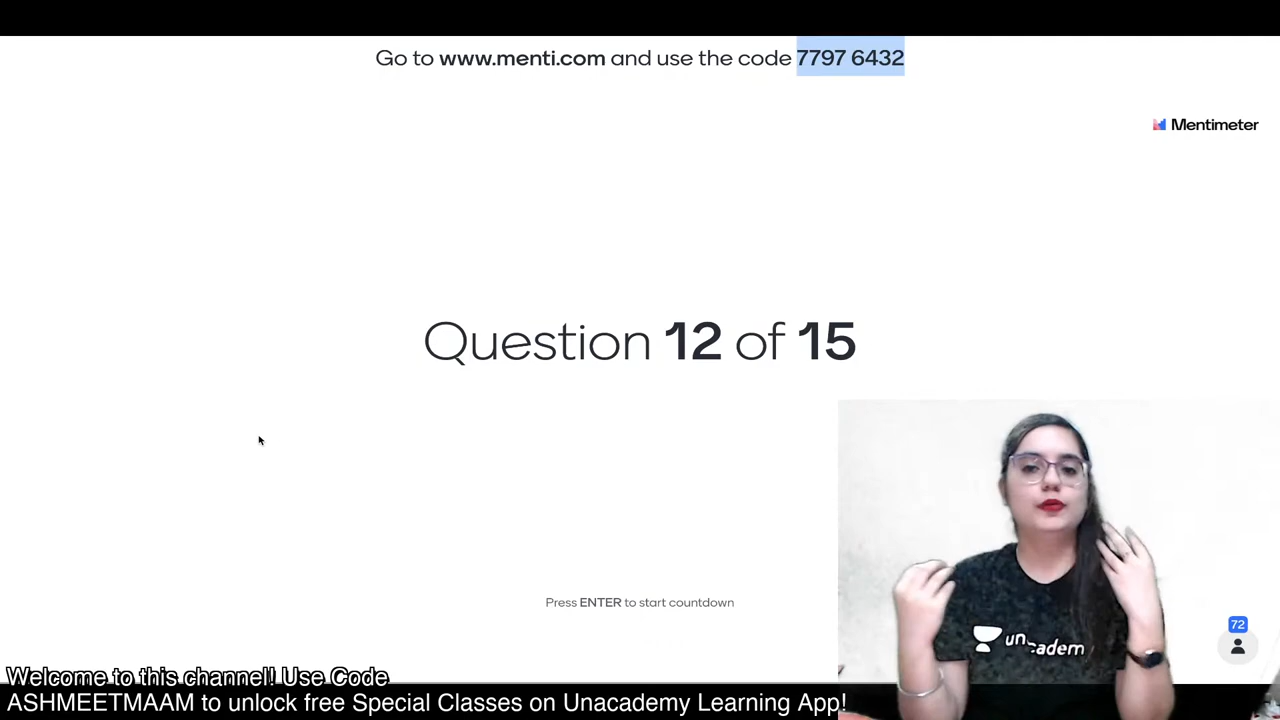 Go to www.menti.com and use the code 7797 6432
Mentimeter
Question 12 of 15
Press ENTER to start countdown
unacadem
72
Welcome to this channel! Use Code
ASHMEETMAAM to unlock free Special Classes on Unacademy Learning App!